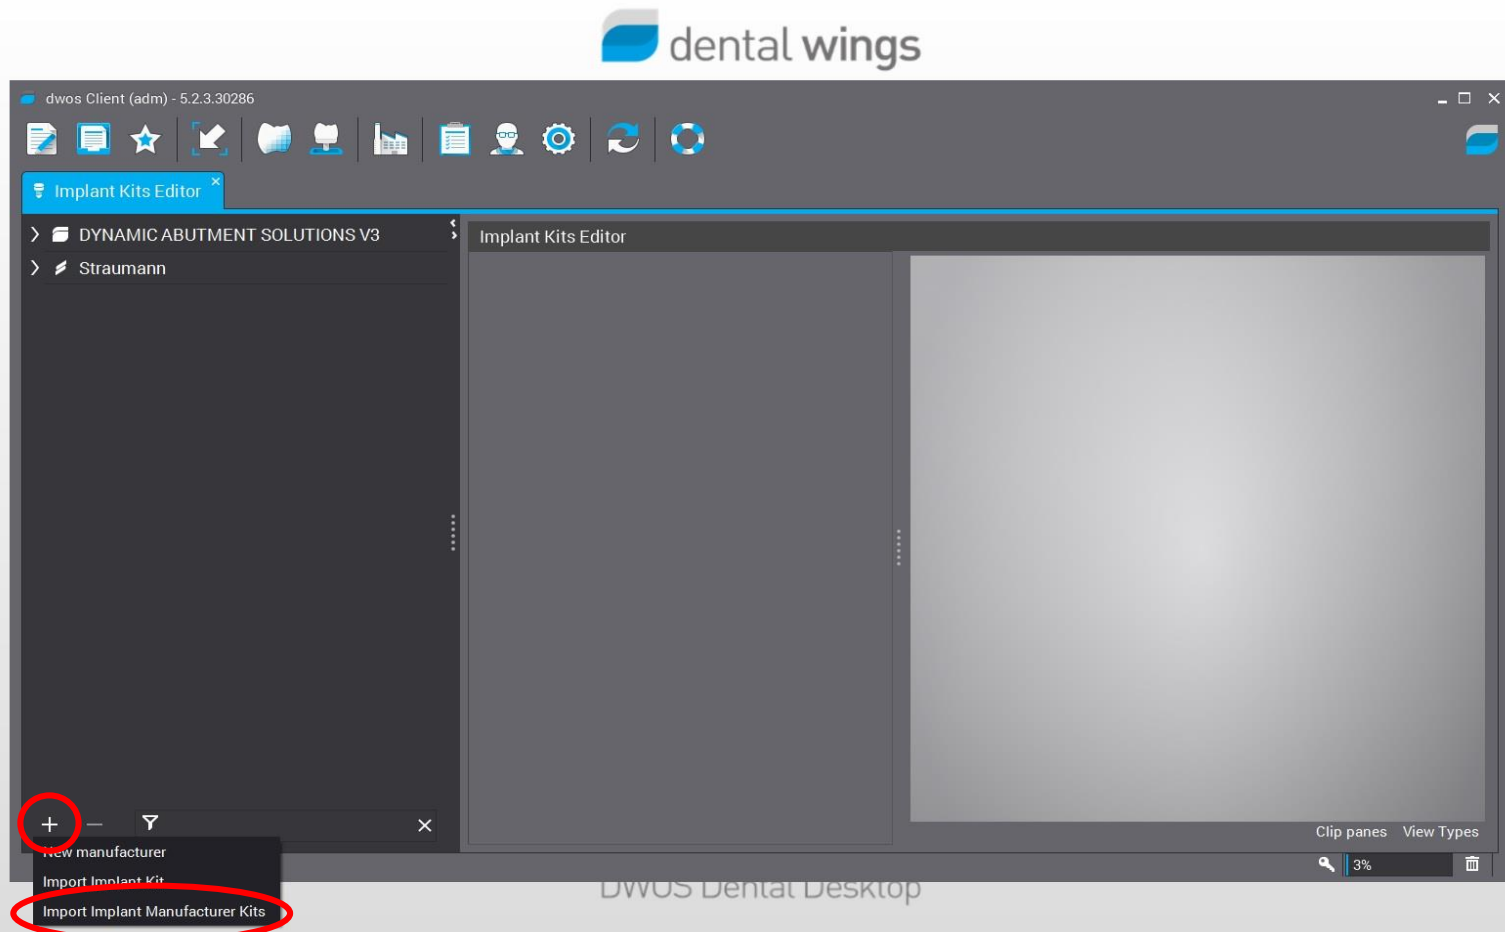 dental wings
dwos Client (adm) - 5.2.3.30286
Implant Kits Editor
DYNAMIC ABUTMENT SOLUTIONS V3
Implant Kits Editor
Straumann
Clip panes View Types
New manufacturer
3%
Import Implant Kit
DWOS Dental Desktop
Import Implant Manufacturer Kits